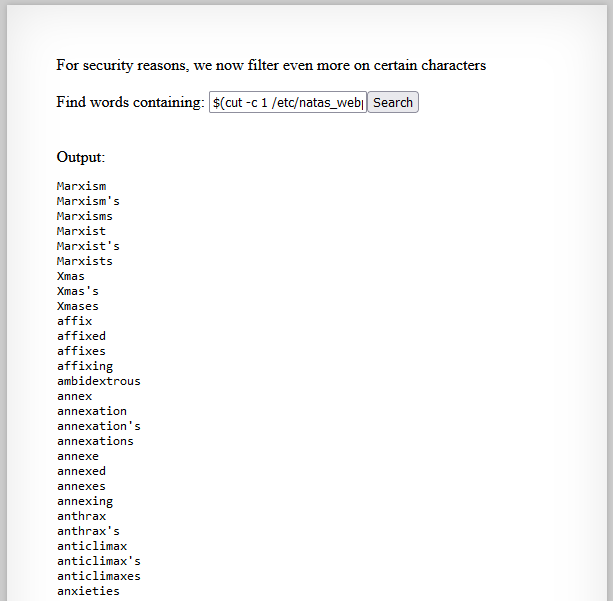 For security reasons, we now filter even more on certain characters
Find words containing: $(cut -c 1 /etc/natas_web Search
Output:
Marxism
Marxism's
Marxisms
Marxist
Marxist's
Marxists
Xmas
Xmas's
Xmases
affix
affixed
affixes
affixing
ambidextrous
annex
annexation
annexation's
annexations
annexe
annexed
annexes
annexing
anthrax
anthrax's
anticlimax
anticlimax's
anticlimaxes
anxieties